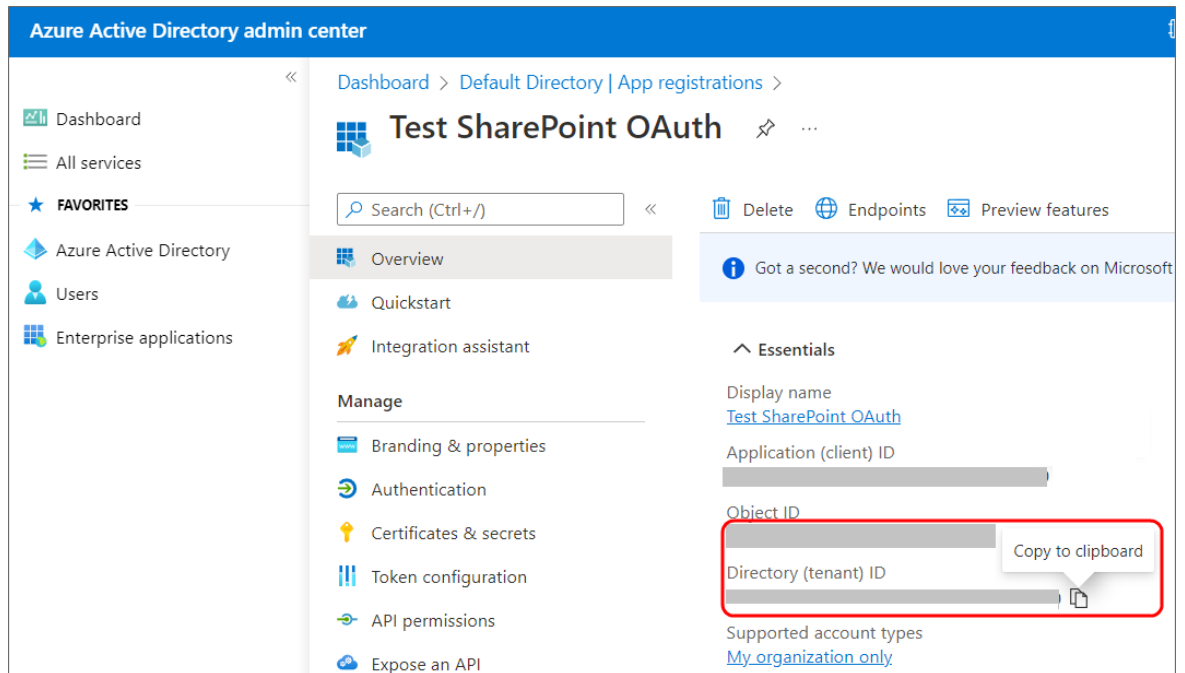 Azure Active Directory admin center
«
Dashboard
All services
FAVORITES
Azure Active Directory
Users
Enterprise applications
Dashboard > Default Directory | App registrations >
Test SharePoint OAuth ...
Search (Ctrl+/) «
Overview
Quickstart
Integration assistant
Manage
Branding & properties
Authentication
Certificates & secrets
Token configuration
API permissions
Expose an API
Delete Endpoints Preview features
Got a second? We would love your feedback on Microsoft
Essentials
Display name
Test SharePoint OAuth
Application (client) ID
Object ID
Copy to clipboard
Directory (tenant) ID
Supported account types
My organization only